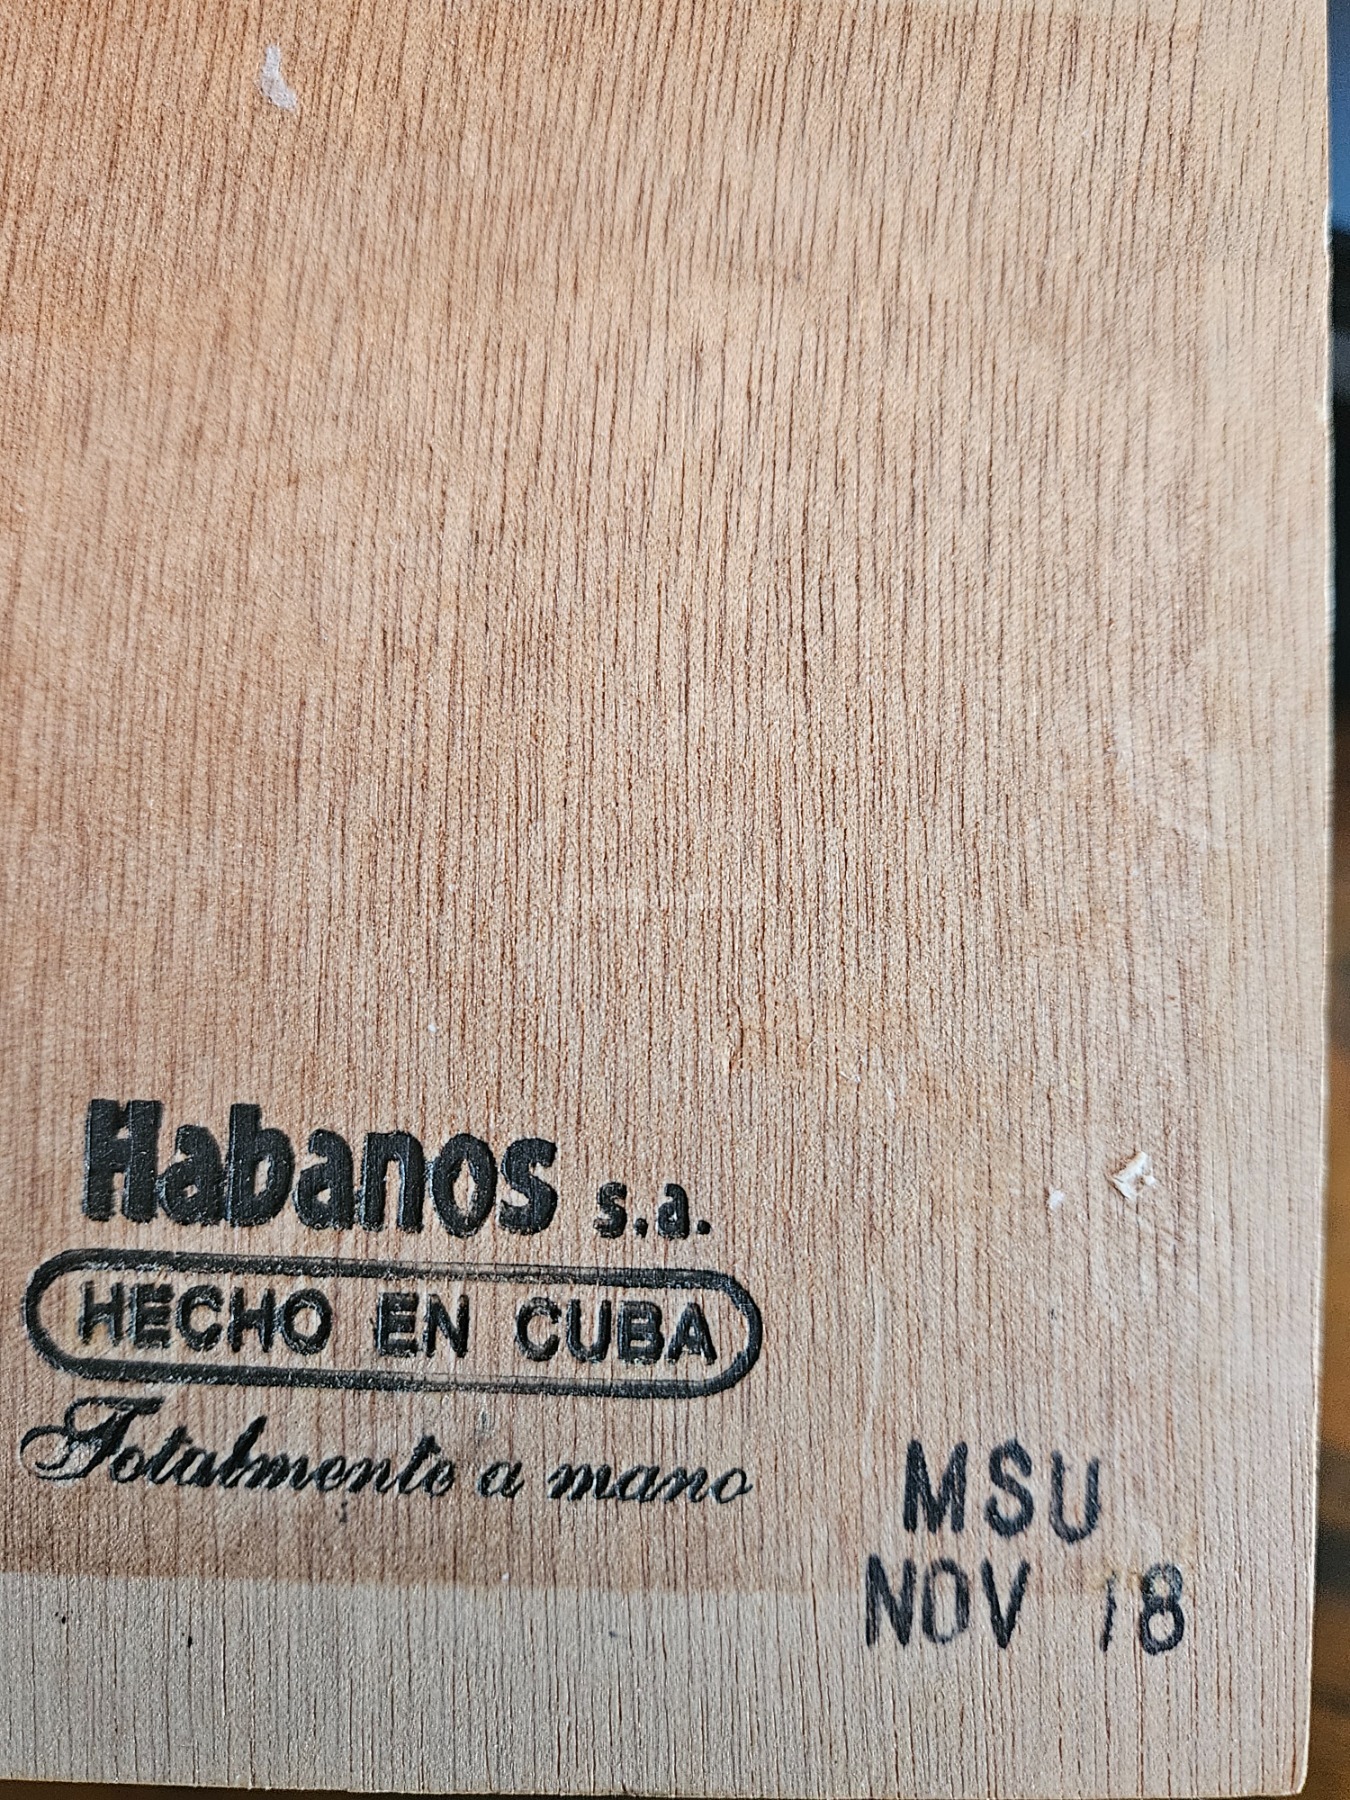 Habanos s.a.
HECHO EN CUBA
Totalmente a mano
MSU
NOV 18